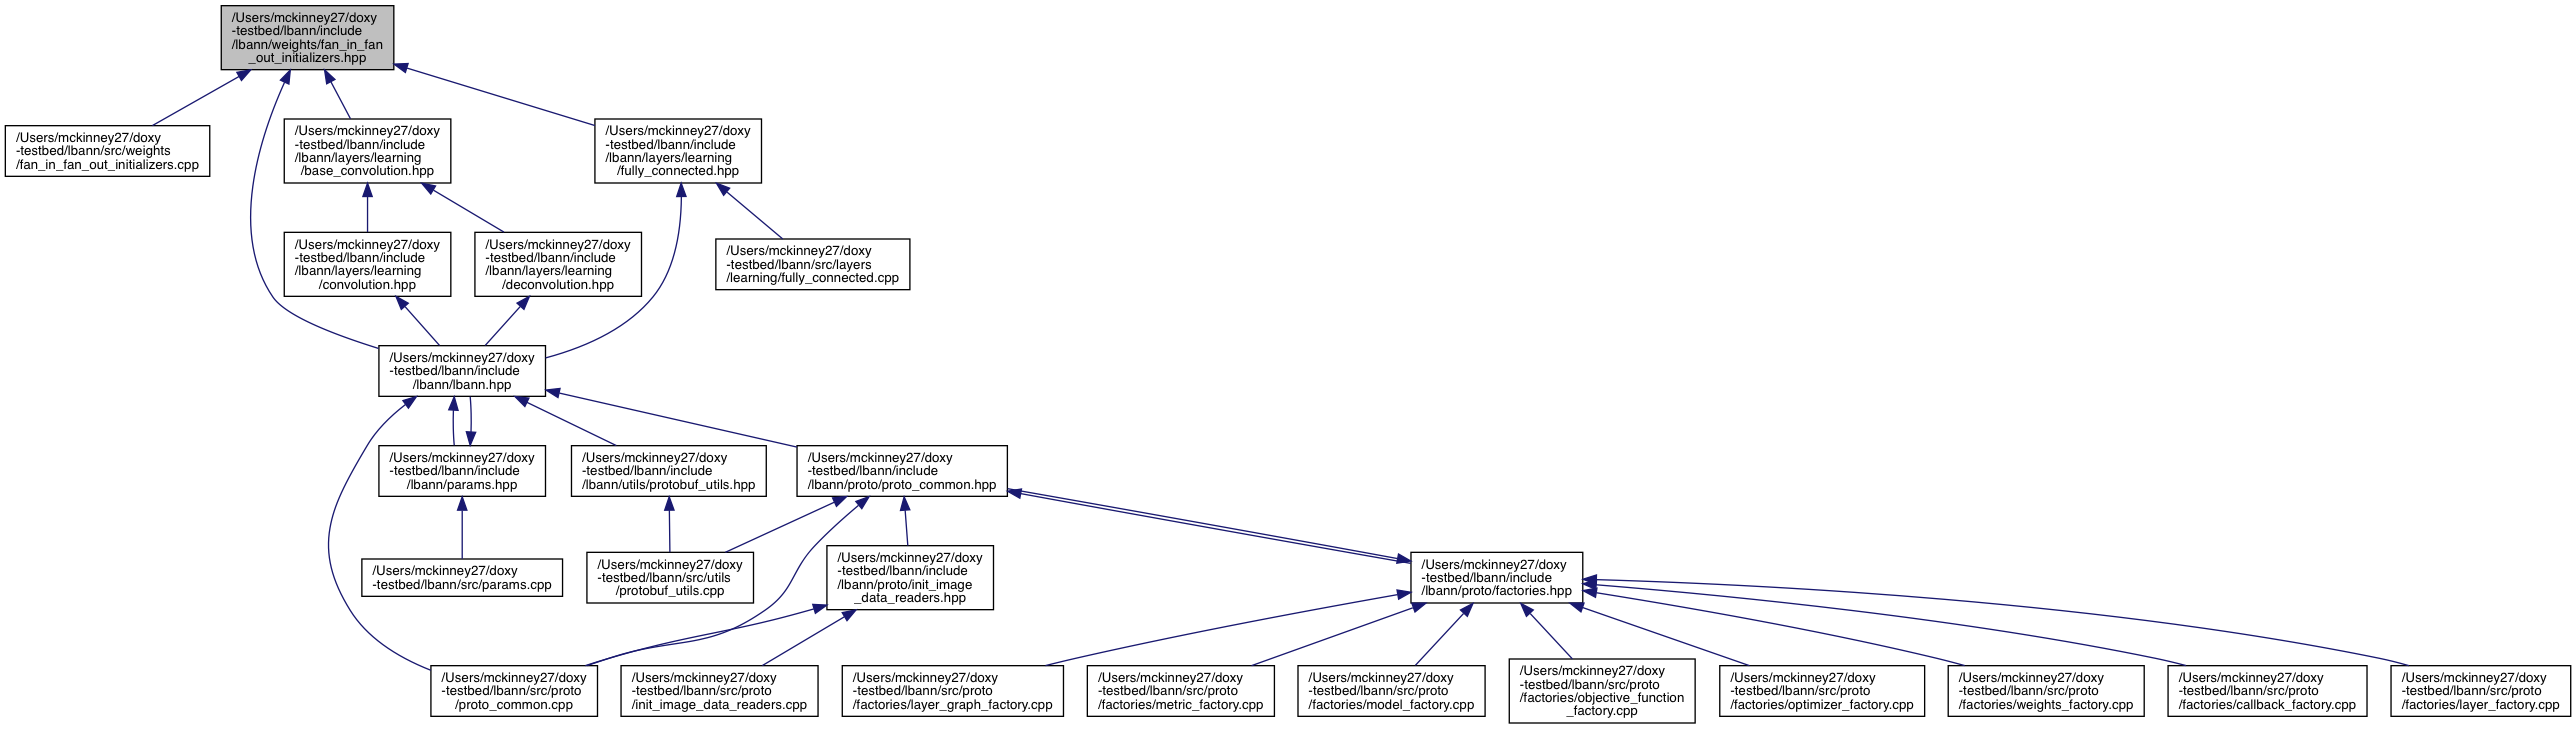 /Users/mckinney27/doxy
-testbed/lbann/include
/lbann/weights/fan_in_fan
_out_initializers.hpp
/Users/mckinney27/doxy
-testbed/lbann/src/weights
/fan_in_fan_out_initializers.cpp
/Users/mckinney27/doxy
-testbed/lbann/include
/lbann/layers/learning
/base_convolution.hpp
/Users/mckinney27/doxy
-testbed/lbann/include
/lbann/layers/learning
/fully_connected.hpp
/Users/mckinney27/doxy
-testbed/lbann/include
/lbann/layers/learning
/convolution.hpp
/Users/mckinney27/doxy
-testbed/lbann/include
/lbann/layers/learning
/deconvolution.hpp
/Users/mckinney27/doxy
-testbed/lbann/src/layers
/learning/fully_connected.cpp
/Users/mckinney27/doxy
-testbed/lbann/include
/lbann/lbann.hpp
/Users/mckinney27/doxy
-testbed/lbann/include
/lbann/params.hpp
/Users/mckinney27/doxy
-testbed/lbann/include
/lbann/utils/protobuf_utils.hpp
/Users/mckinney27/doxy
-testbed/lbann/include
/lbann/proto/proto_common.hpp
/Users/mckinney27/doxy
-testbed/lbann/src/params.cpp
/Users/mckinney27/doxy
-testbed/lbann/src/utils
/protobuf_utils.cpp
/Users/mckinney27/doxy
-testbed/lbann/include
/lbann/proto/init_image
_data_readers.hpp
/Users/mckinney27/doxy
-testbed/lbann/include
/lbann/proto/factories.hpp
/Users/mckinney27/doxy
-testbed/lbann/src/proto
/proto_common.cpp
/Users/mckinney27/doxy
-testbed/lbann/src/proto
/init_image_data_readers.cpp
/Users/mckinney27/doxy
-testbed/lbann/src/proto
/factories/layer_graph_factory.cpp
/Users/mckinney27/doxy
-testbed/lbann/src/proto
/factories/metric_factory.cpp
/Users/mckinney27/doxy
-testbed/lbann/src/proto
/factories/model_factory.cpp
/Users/mckinney27/doxy
-testbed/lbann/src/proto
/factories/objective_function
_factory.cpp
/Users/mckinney27/doxy
-testbed/lbann/src/proto
/factories/optimizer_factory.cpp
/Users/mckinney27/doxy
-testbed/lbann/src/proto
/factories/weights_factory.cpp
/Users/mckinney27/doxy
-testbed/lbann/src/proto
/factories/callback_factory.cpp
/Users/mckinney27/doxy
-testbed/lbann/src/proto
/factories/layer_factory.cpp